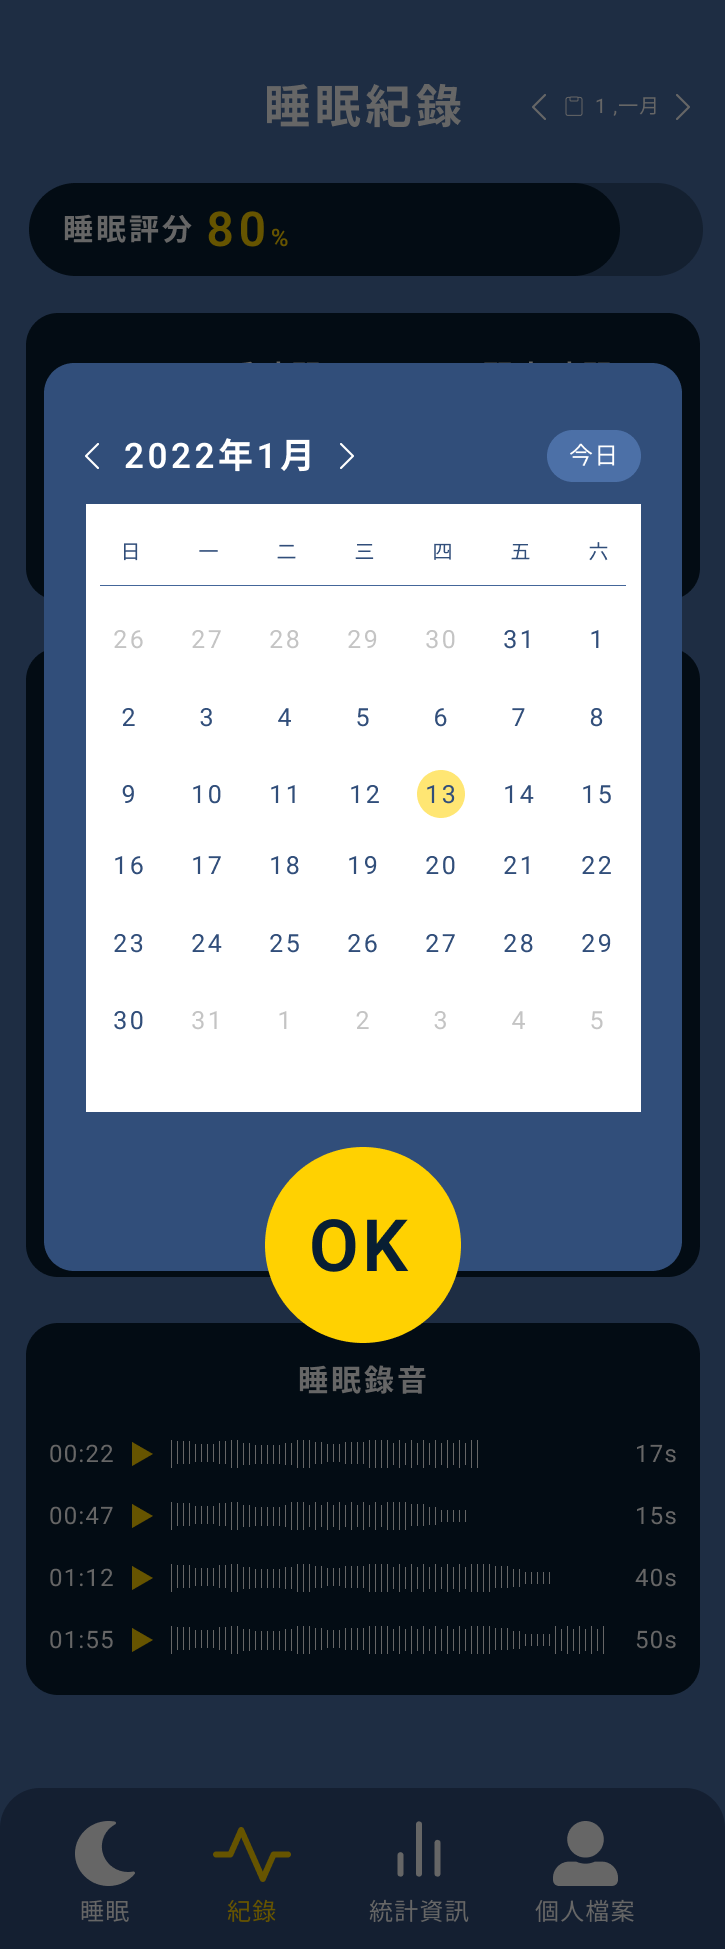 睡眠紀錄
1 ,一月
睡眠評分 80%
2022年1月
今日
日 一 二 三 四 五 六
26 27 28 29 30 31 1
2 3 4 5 6 7 8
9 10 11 12 13 14 15
16 17 18 19 20 21 22
23 24 25 26 27 28 29
30 31 1 2 3 4 5
OK
睡眠錄音
00:22 17s
00:47 15s
01:12 40s
01:55 50s
睡眠 紀錄 統計資訊 個人檔案